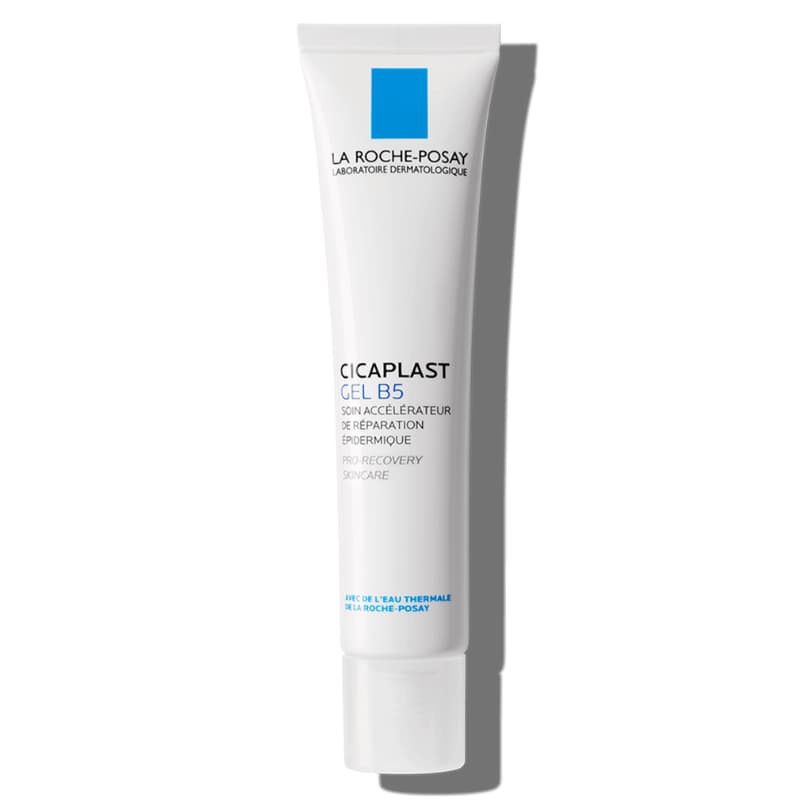 LA ROCHE-POSAY
LABORATOIRE DERMATOLOGIQUE
CICAPLAST
GEL B5
SOIN ACCÉLÉRATEUR
DE RÉPARATION
ÉPIDERMIQUE
PRO-RECOVERY
SKINCARE
AVEC DE L'EAU THERMALE
DE LA ROCHE-POSAY